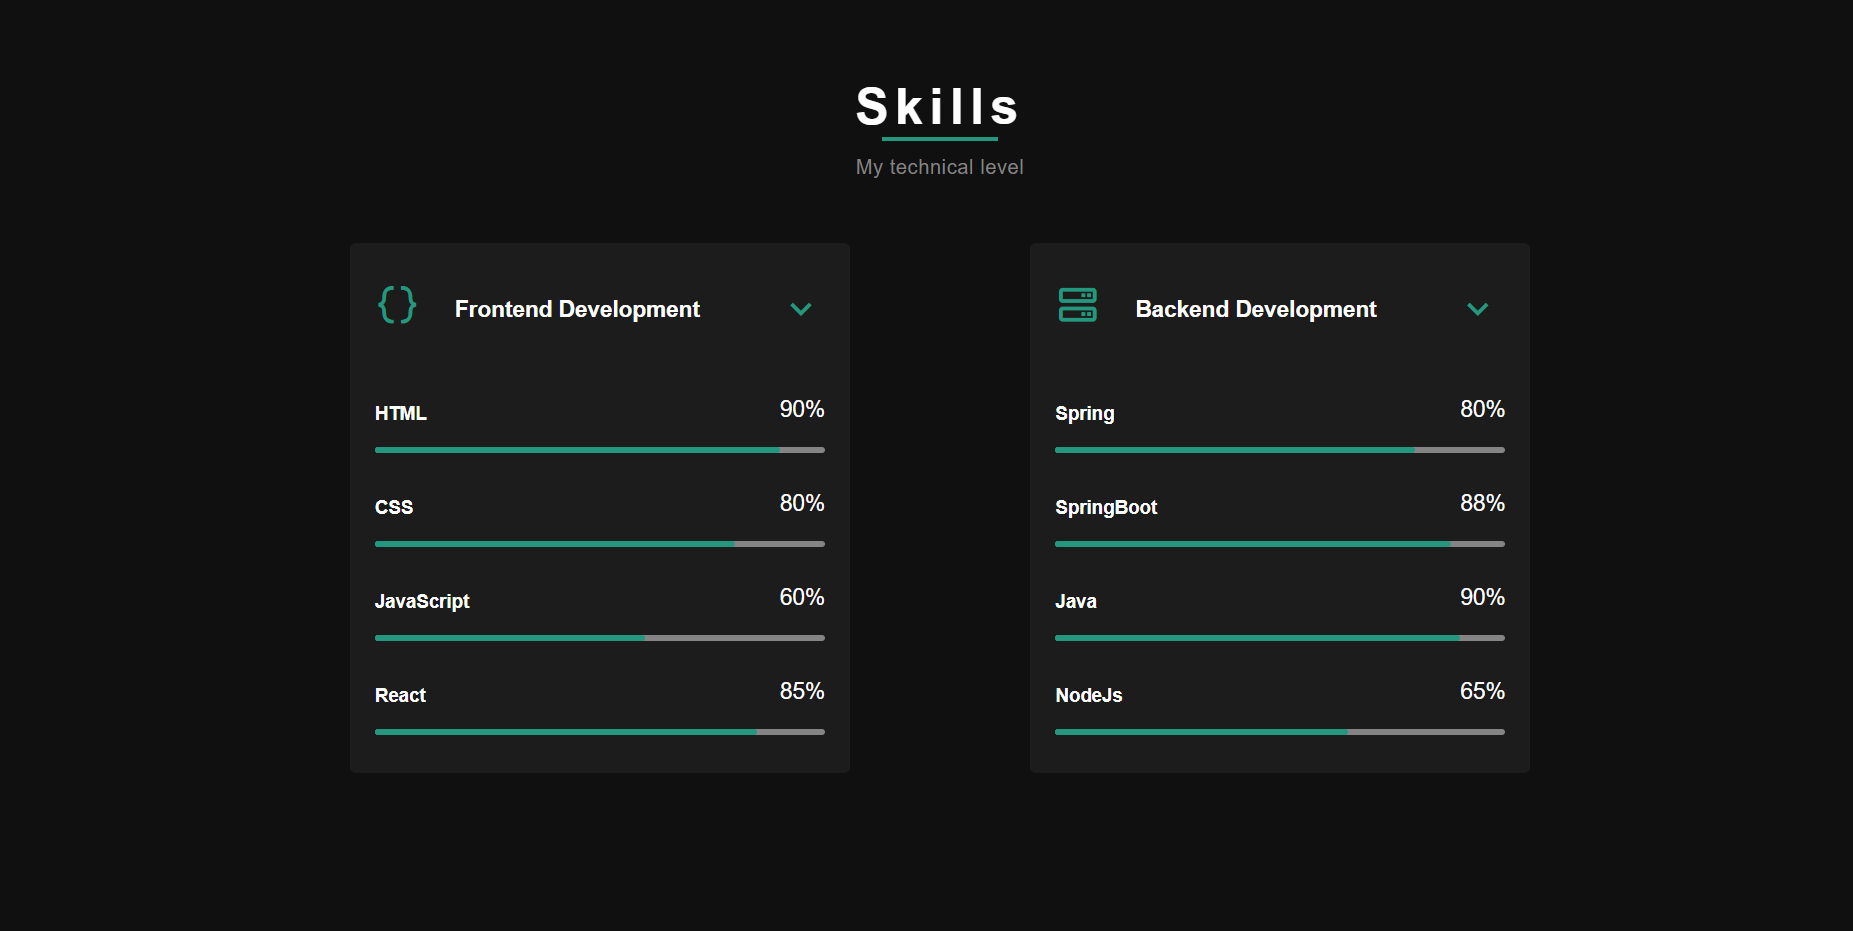 Skills
My technical level
Frontend Development
HTML 90%
CSS 80%
JavaScript 60%
React 85%
Backend Development
Spring 80%
SpringBoot 88%
Java 90%
NodeJs 65%